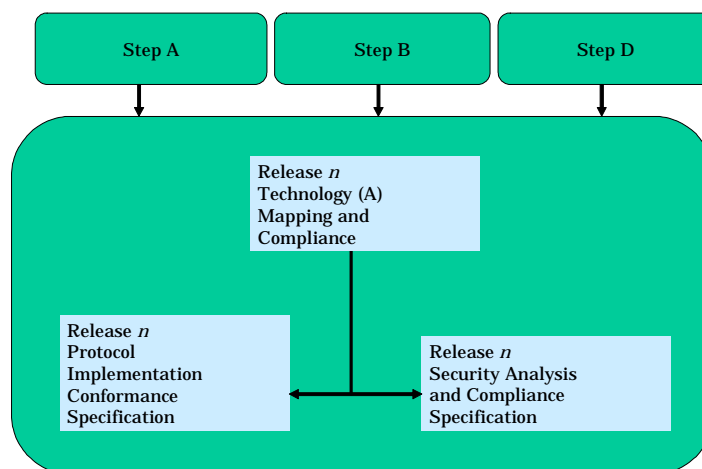 Step A
Step B
Step D
Release n
Technology (A)
Mapping and
Compliance
Release n
Protocol
Implementation
Conformance
Specification
Release n
Security Analysis
and Compliance
Specification